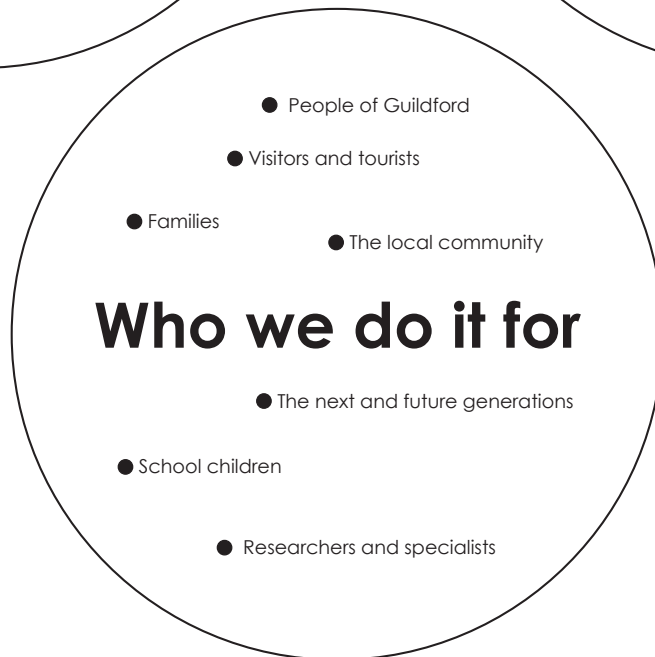 People of Guildford
Visitors and tourists
Families
The local community
Who we do it for
The next and future generations
School children
Researchers and specialists